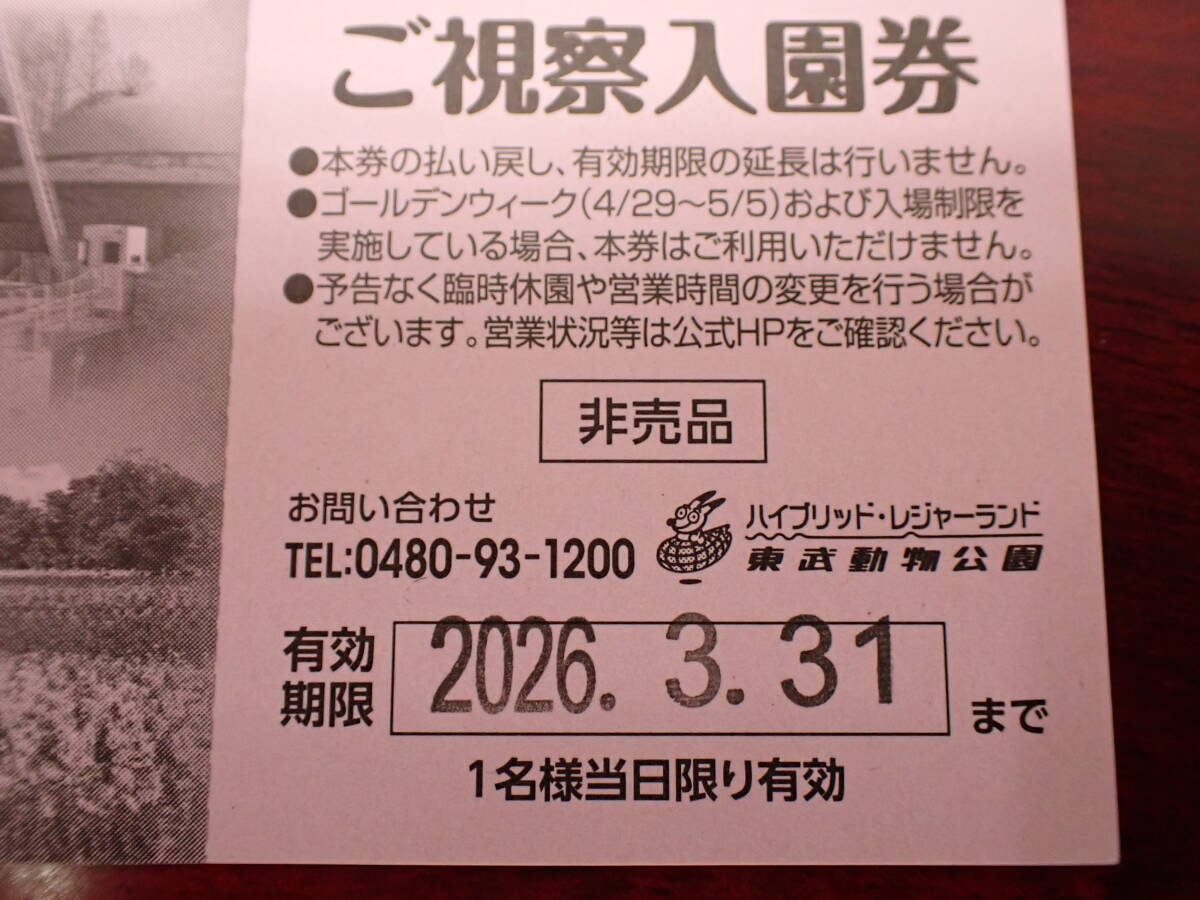 ご視察入園券
●本券の払い戻し、有効期限の延長は行いません。
●ゴールデンウィーク(4/29～5/5)および入場制限を
実施している場合、本券はご利用いただけません。
●予告なく臨時休園や営業時間の変更を行う場合が
ございます。営業状況等は公式HPをご確認ください。
非売品
お問い合わせ
TEL:0480-93-1200
ハイブリッド・レジャーランド
東武動物公園
有効期限 2026. 3. 31 まで
1名様当日限り有効